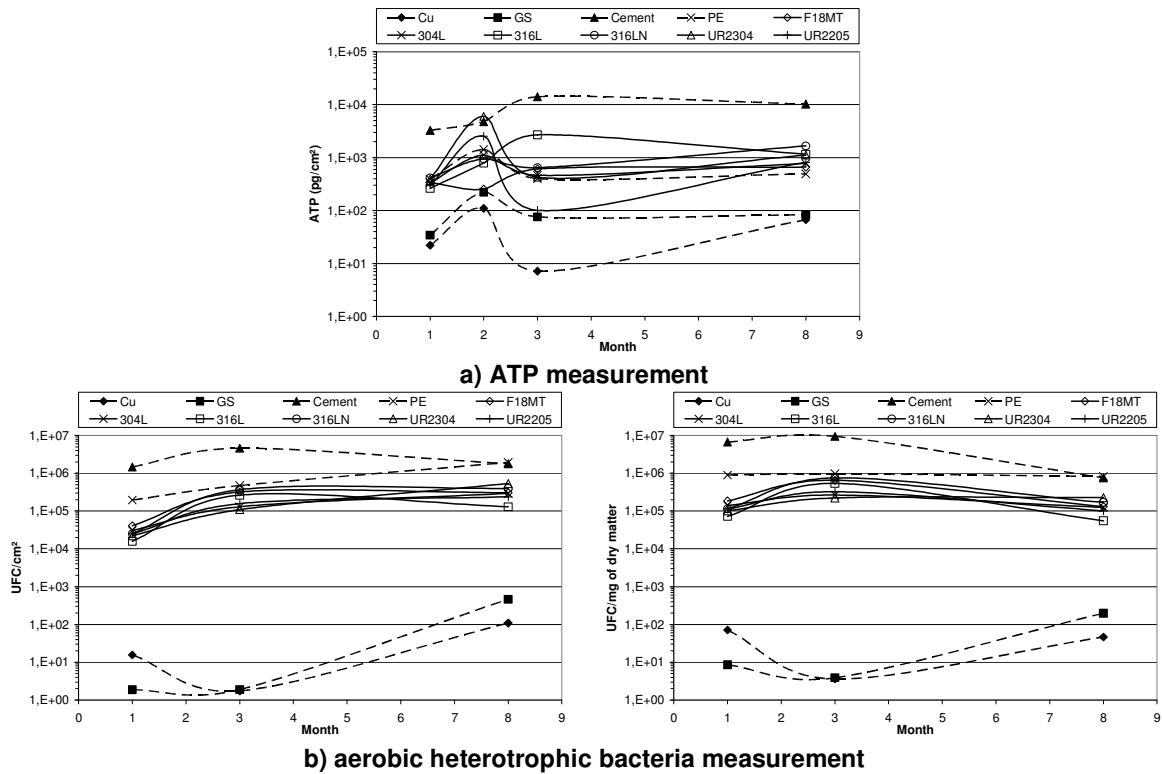 Cu GS Cement PE F18MT
304L 316L 316LN UR2304 UR2205
1,E+05
1,E+04
1,E+03
1,E+02
1,E+01
1,E+00
ATP (pg/cm²)
0 1 2 3 4 5 6 7 8 9
Month
a) ATP measurement
Cu GS Cement PE F18MT
304L 316L 316LN UR2304 UR2205
1,E+07
1,E+06
1,E+05
1,E+04
1,E+03
1,E+02
1,E+01
1,E+00
UFC/cm²
0 1 2 3 4 5 6 7 8 9
Month
Cu GS Cement PE F18MT
304L 316L 316LN UR2304 UR2205
1,E+07
1,E+06
1,E+05
1,E+04
1,E+03
1,E+02
1,E+01
1,E+00
UFC/mg of dry matter
0 1 2 3 4 5 6 7 8 9
Month
b) aerobic heterotrophic bacteria measurement